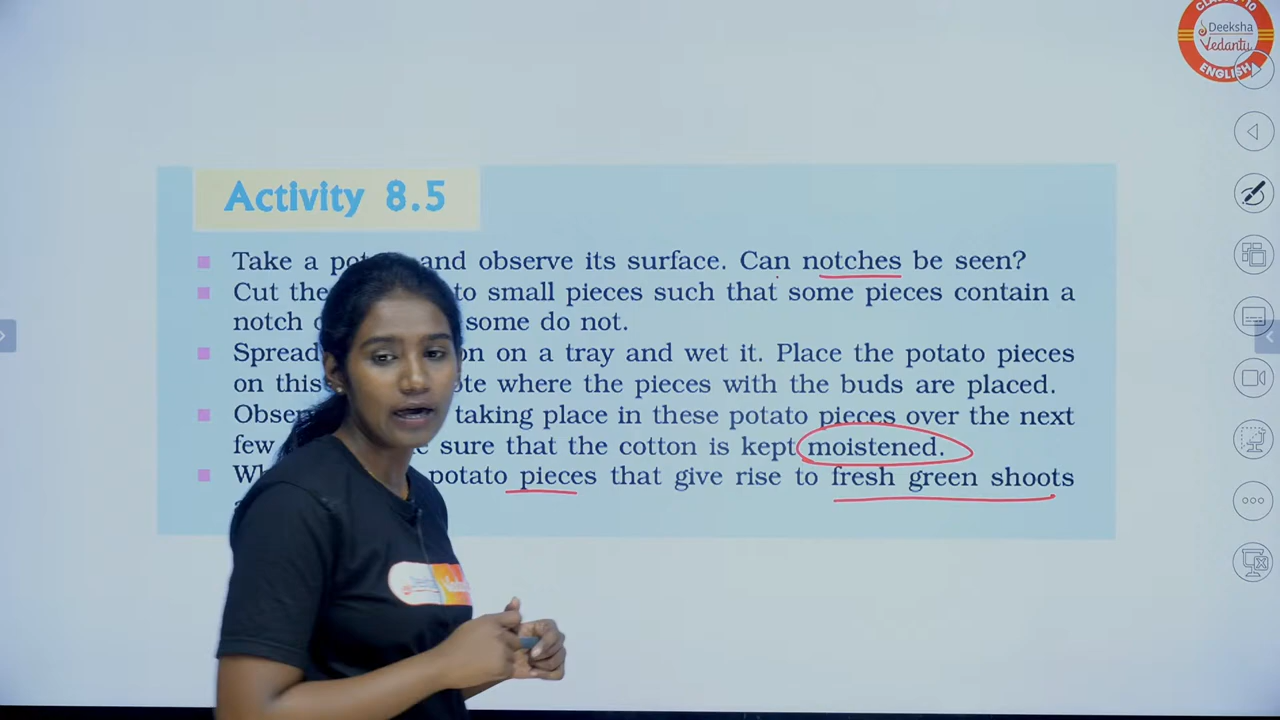 CLASS 10
Deeksha
Vedantu
ENGLISH
Activity 8.5
Take a and observe its surface. Can notches be seen?
Cut the to small pieces such that some pieces contain a
notch some do not.
Spread on a tray and wet it. Place the potato pieces
on this where the pieces with the buds are placed.
Obser taking place in these potato pieces over the next
few sure that the cotton is kept moistened.
potato pieces that give rise to fresh green shoots